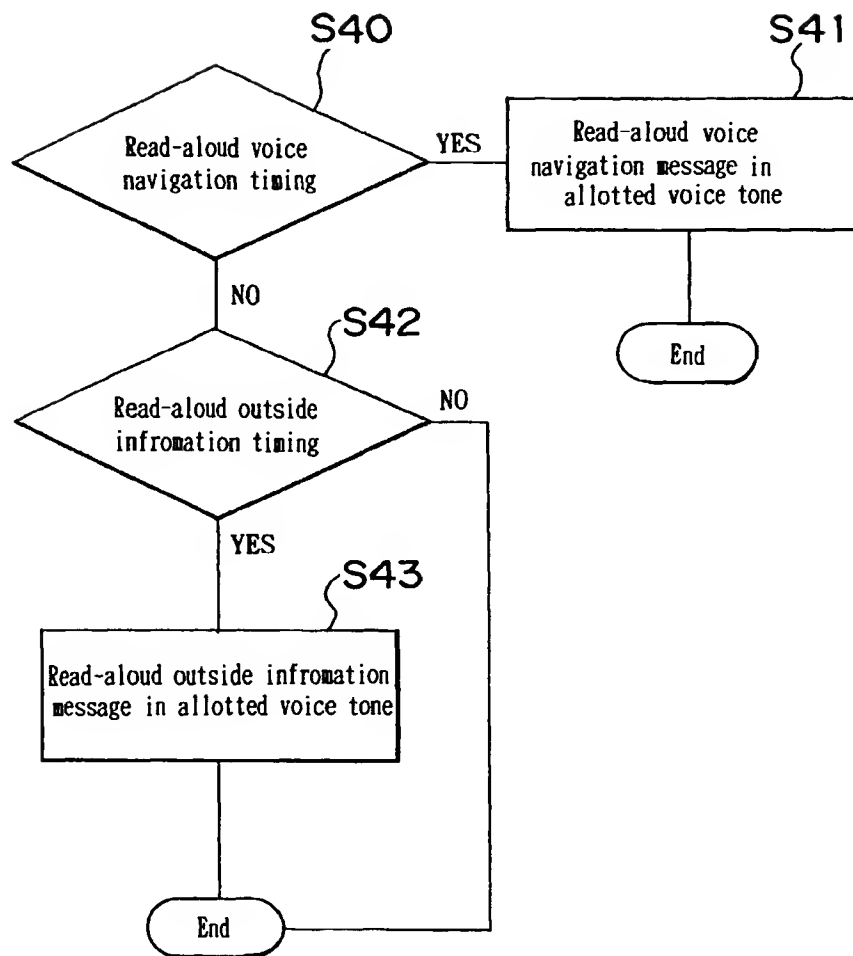 S40
Read-aloud voice
navigation timing
YES
S41
Read-aloud voice
navigation message in
allotted voice tone
End
NO
S42
Read-aloud outside
infromation timing
NO
YES
S43
Read-aloud outside infromation
message in allotted voice tone
End